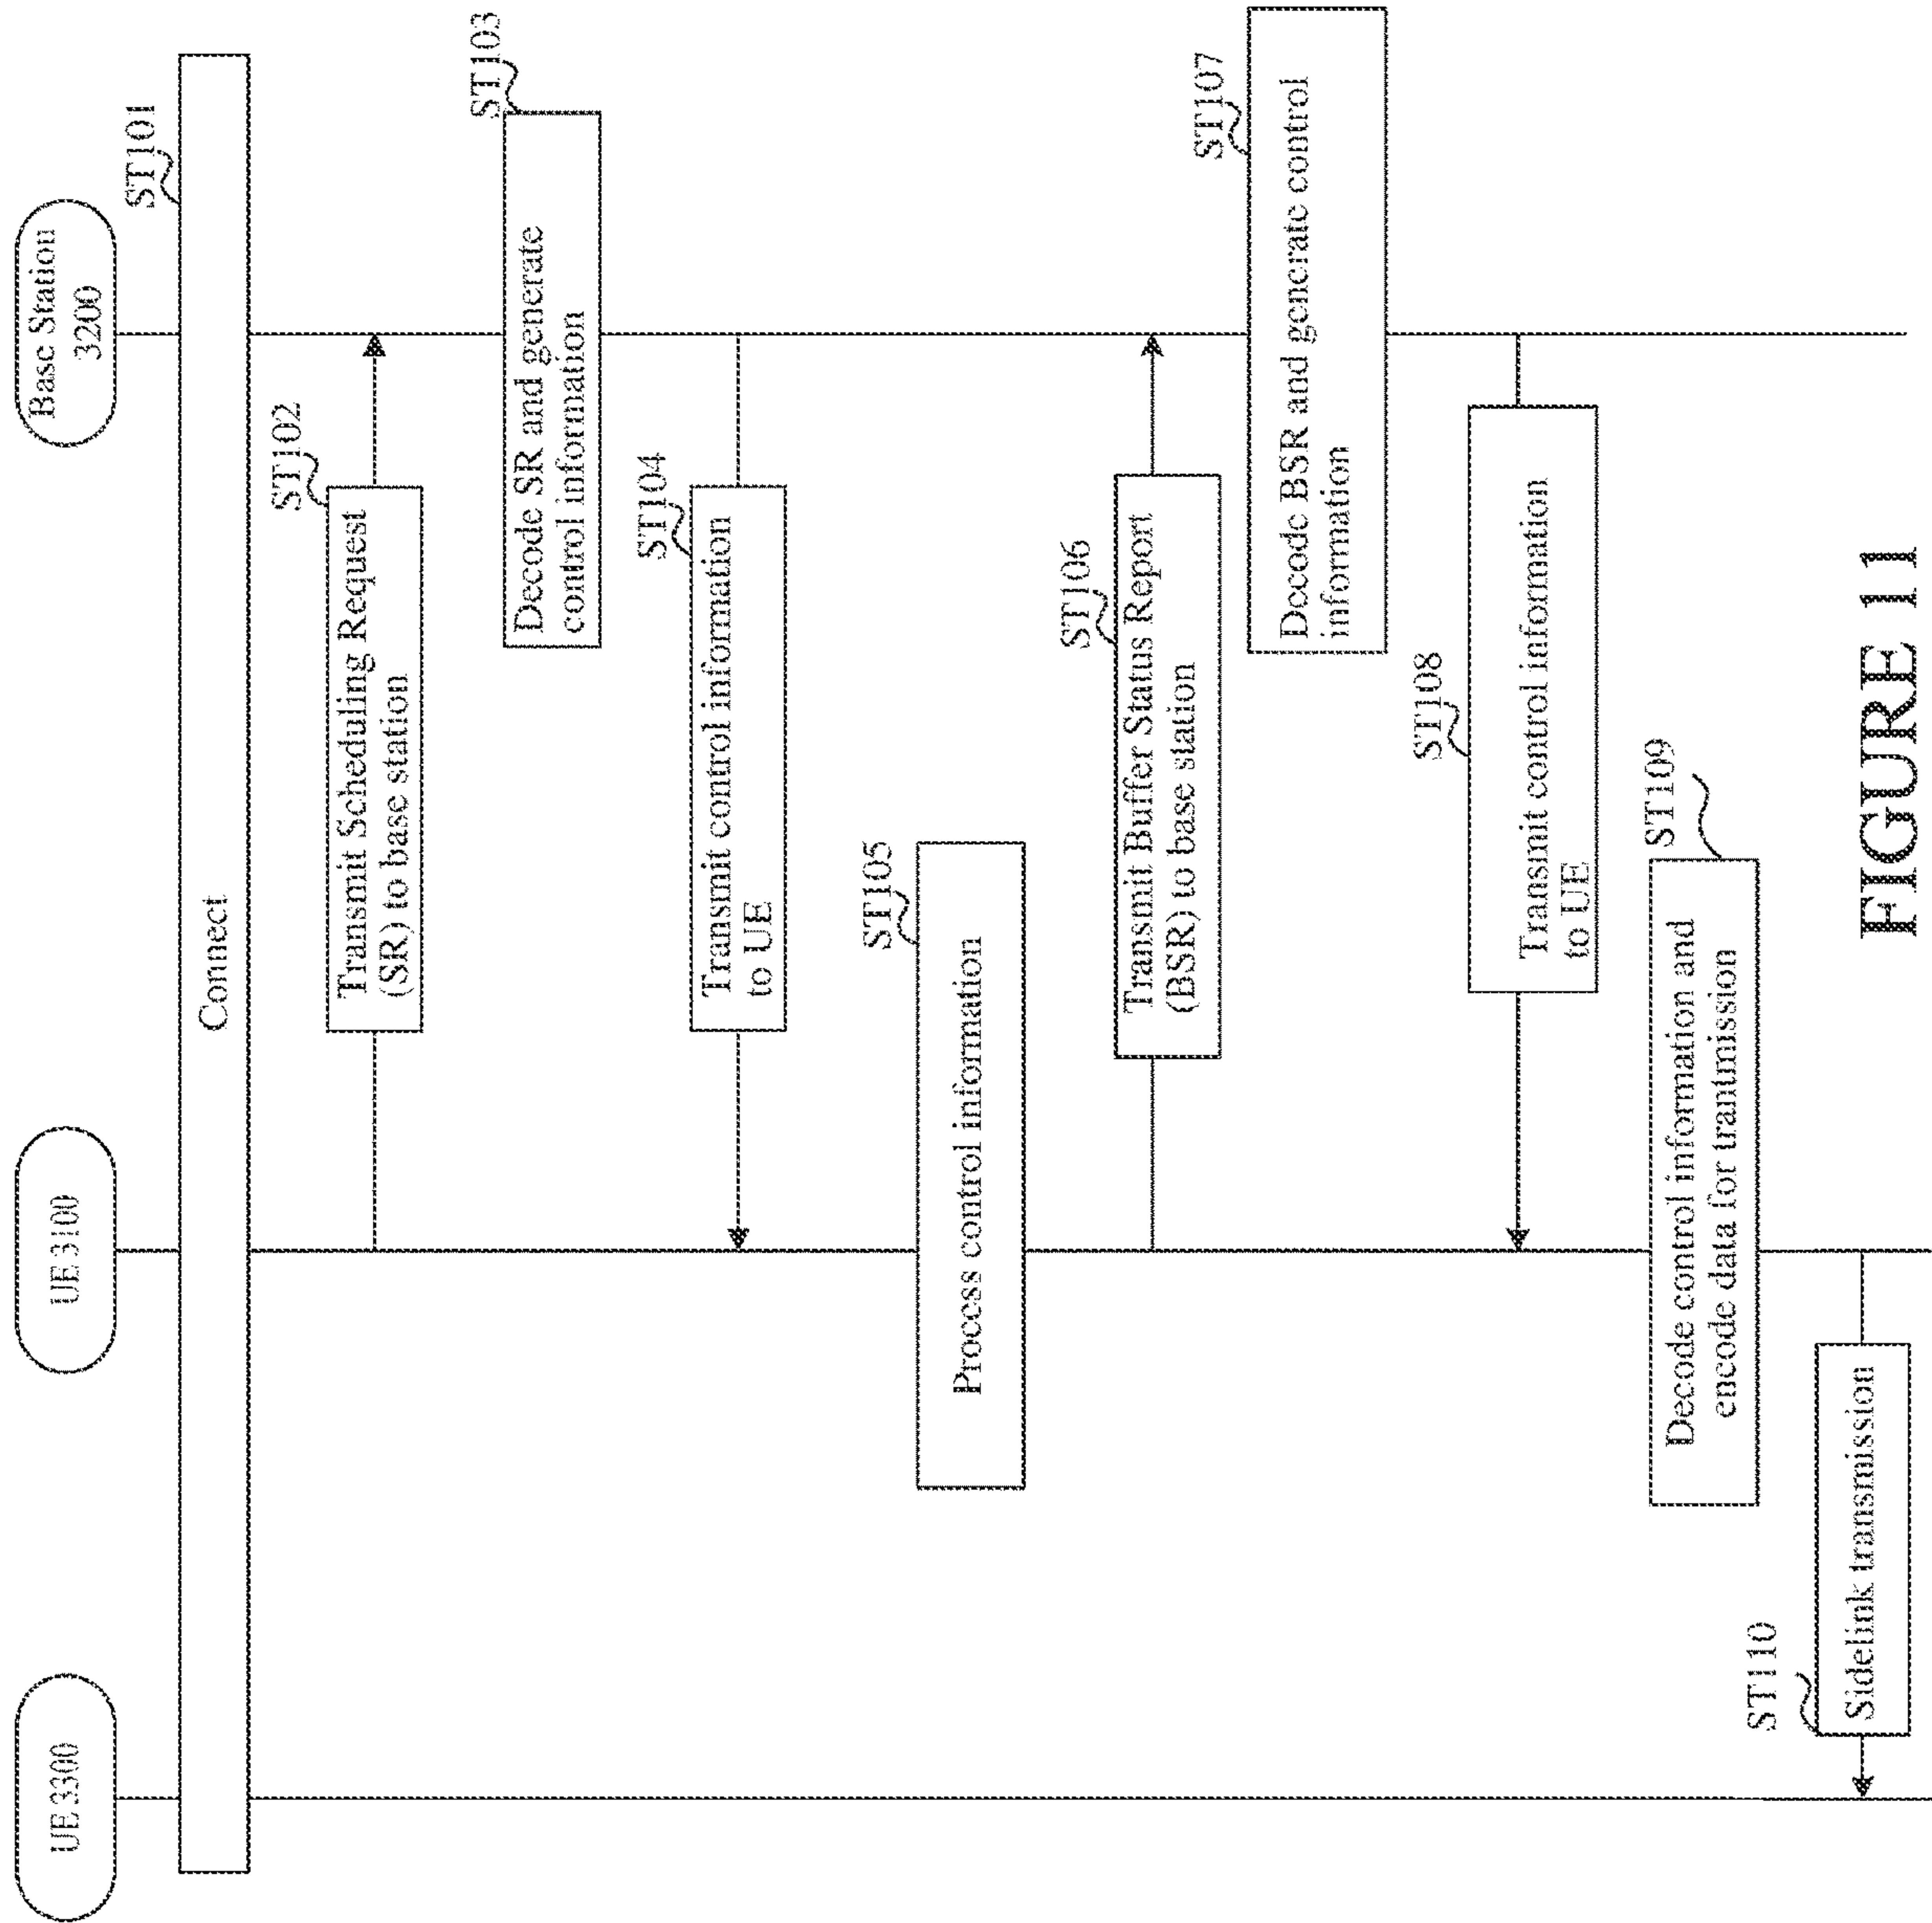 UE 3300
UE 3100
Base Station
3200
ST101
Connect
ST102
Transmit Scheduling Request
(SR) to base station
ST103
Decode SR and generate
control information
ST104
Transmit control information
to UE
ST105
Process control information
ST106
Transmit Buffer Status Report
(BSR) to base station
ST107
Decode BSR and generate control
information
ST108
Transmit control information
to UE
ST109
Decode control information and
encode data for trantmission
ST110
Sidelink transmission
FIGURE 11